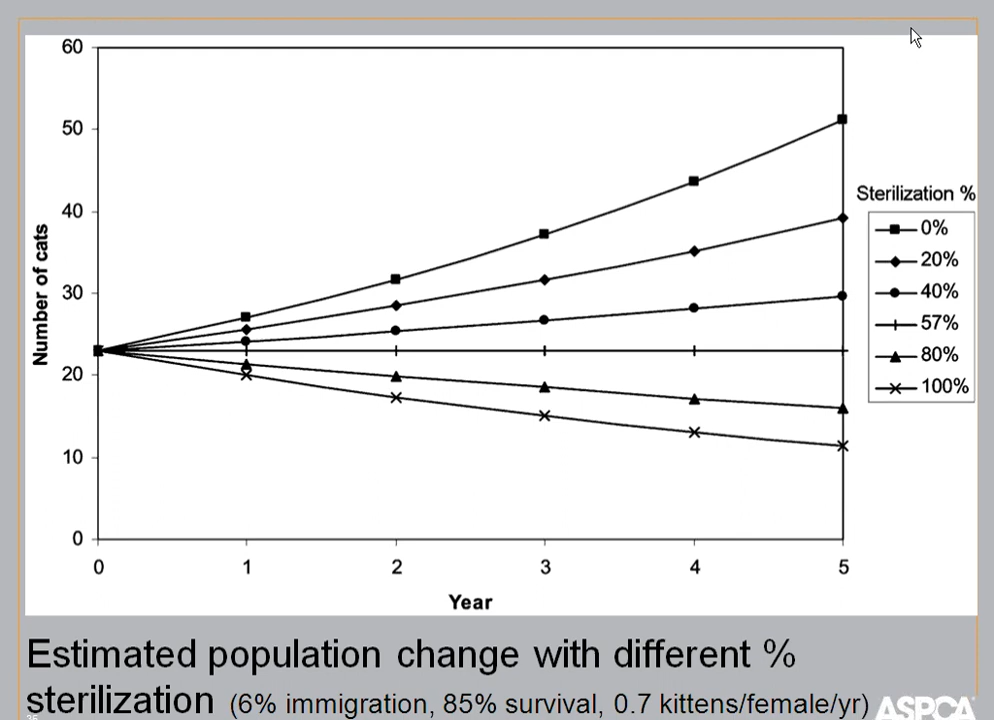 60
50
40
30
20
10
0
Number of cats
0 1 2 3 4 5
Year
Sterilization %
0%
20%
40%
57%
80%
100%
Estimated population change with different %
sterilization (6% immigration, 85% survival, 0.7 kittens/female/yr)
ASPCA